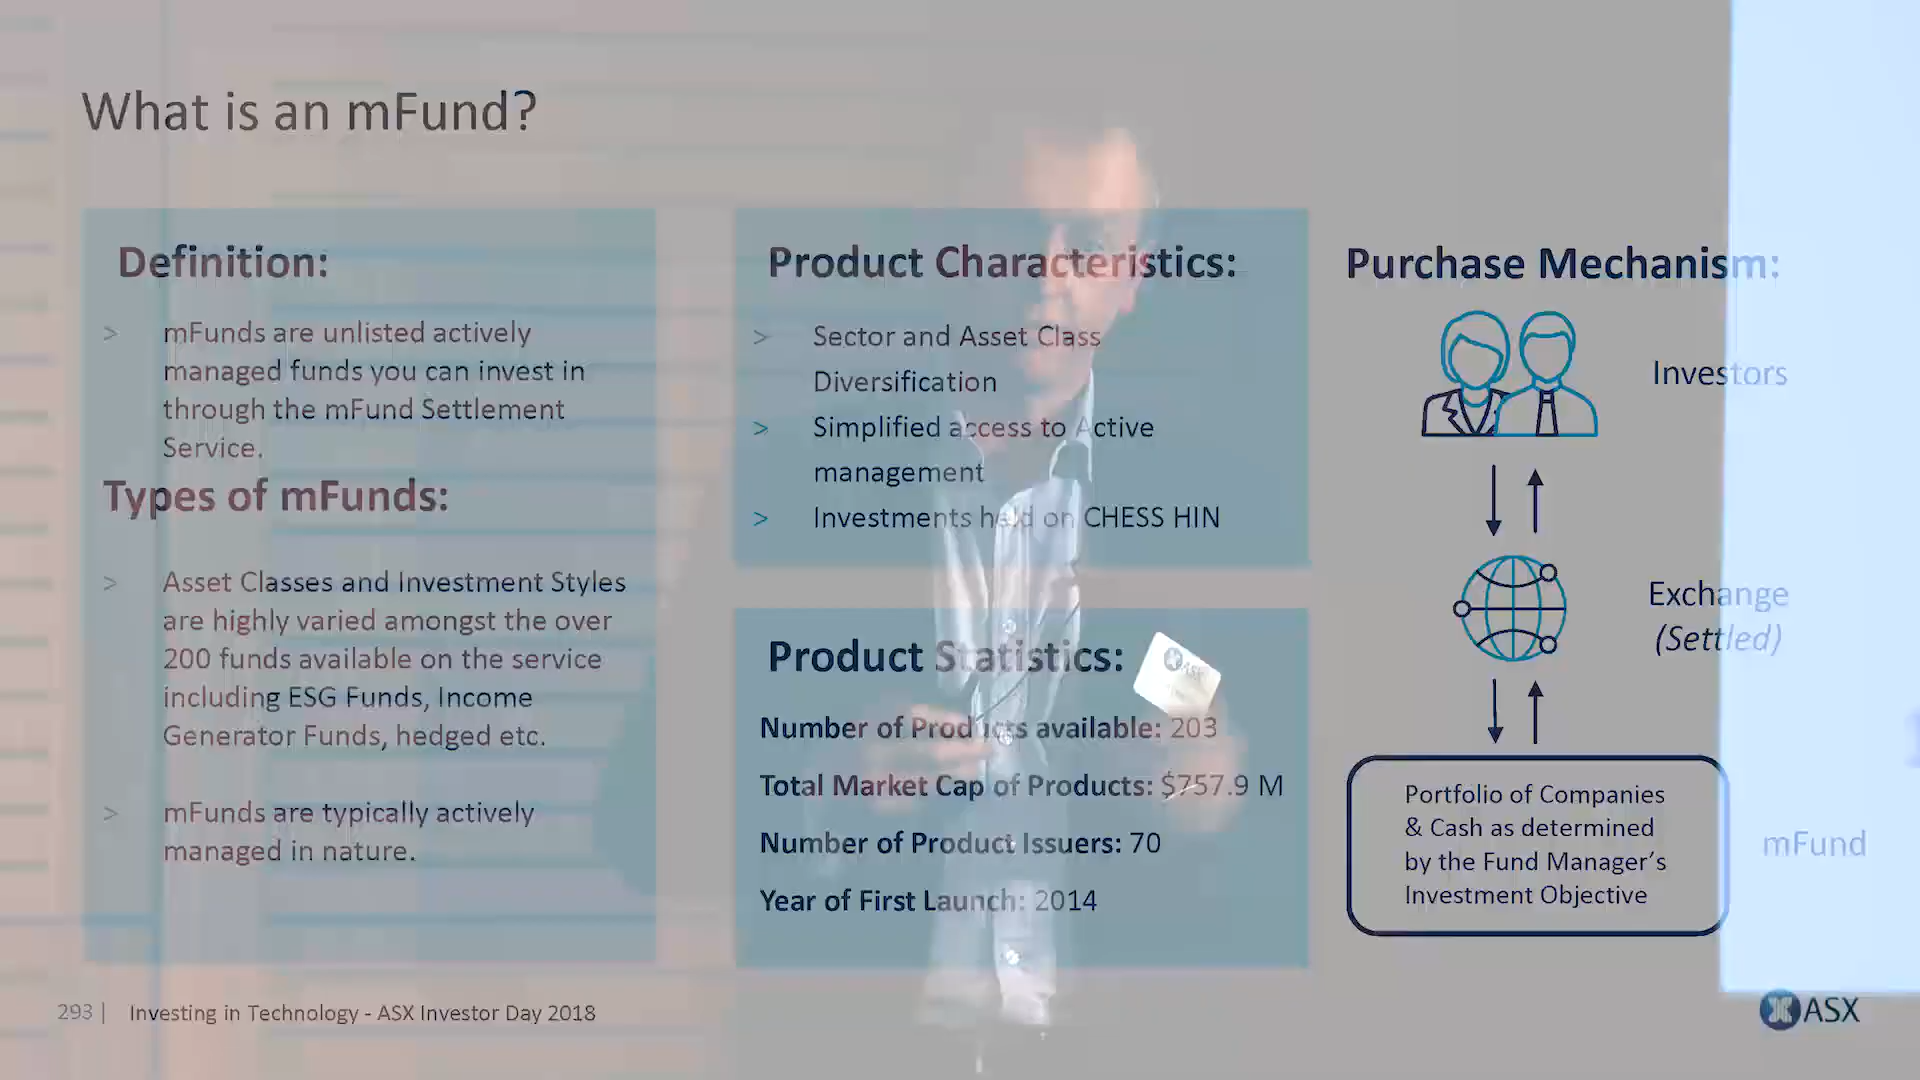 What is an mFund?
Definition:
> mFunds are unlisted actively
managed funds you can invest in
through the mFund Settlement
Service.
Types of mFunds:
> Asset Classes and Investment Styles
are highly varied amongst the over
200 funds available on the service
including ESG Funds, Income
Generator Funds, hedged etc.
> mFunds are typically actively
managed in nature.
Product Characteristics:
> Sector and Asset Class
Diversification
> Simplified access to Active
management
> Investments held on CHESS HIN
Product Statistics:
Number of Products available: 203
Total Market Cap of Products: $757.9 M
Number of Product Issuers: 70
Year of First Launch: 2014
Purchase Mechanism:
Investors
Exchange
(Settled)
Portfolio of Companies
& Cash as determined
by the Fund Manager's
Investment Objective
mFund
ASX
293 | Investing in Technology - ASX Investor Day 2018
ASX